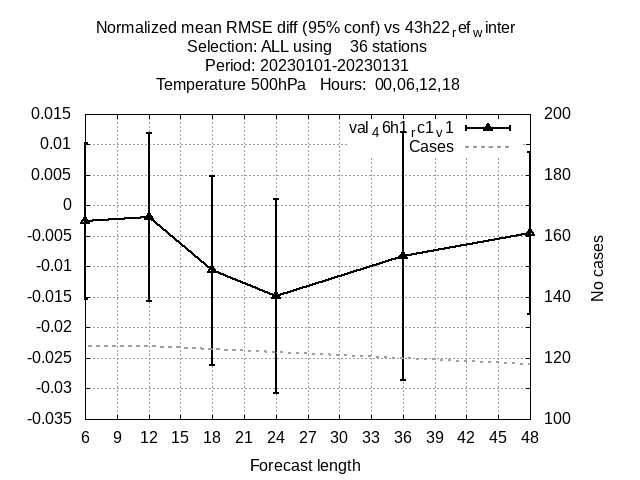 Normalized mean RMSE diff (95% conf) vs 43h22ref winter
Selection: ALL using 36 stations
Period: 20230101-20230131
Temperature 500hPa Hours: 00,06,12,18
0.015 200
val46h1rc1v1
0.01
Cases
0.005 180
0
-0.005 160
-0.01
-0.015 140
-0.02
-0.025 120
-0.03
-0.035 100
No cases
6 9 12 15 18 21 24 27 30 33 36 39 42 45 48
Forecast length